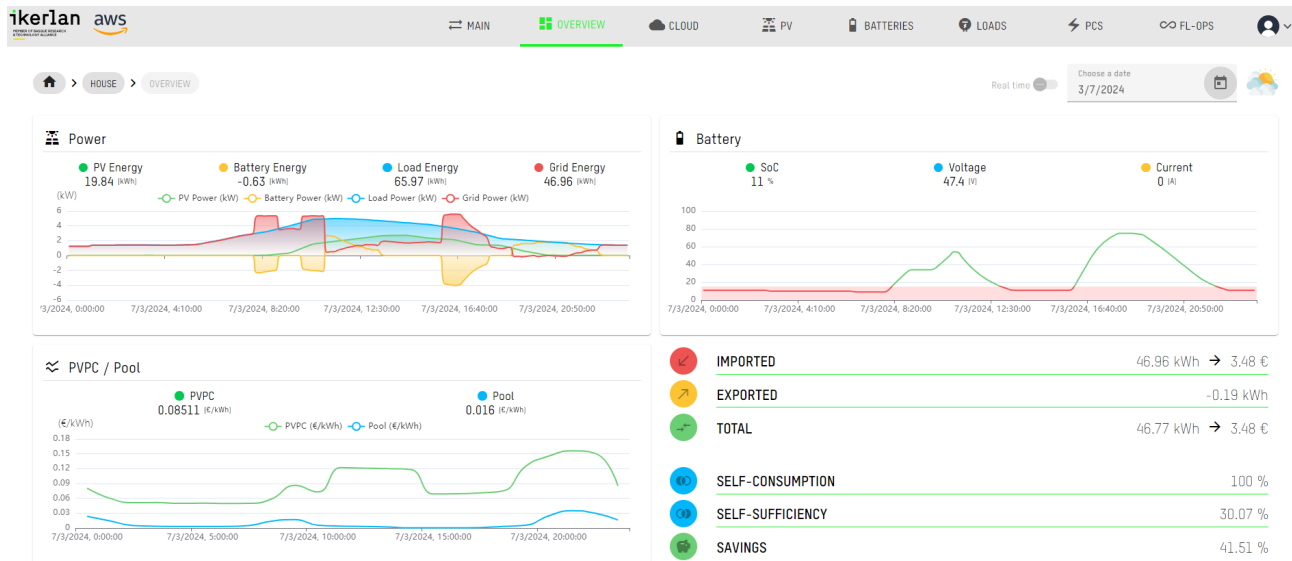 ikerlan aws
MEMBER OF BASQUE RESEARCH
& TECHNOLOGY ALLIANCE
MAIN OVERVIEW CLOUD PV BATTERIES LOADS PCS FL-OPS
HOUSE OVERVIEW
Real time
Choose a date
3/7/2024
Power
PV Energy Battery Energy Load Energy Grid Energy
19.84 (kWh) -0.63 (kWh) 65.97 (kWh) 46.96 (kWh)
PV Power (kW) Battery Power (kW) Load Power (kW) Grid Power (kW)
(kW)
6
4
2
0
-2
-4
-6
'3/2024, 0:00:00 7/3/2024, 4:10:00 7/3/2024, 8:20:00 7/3/2024, 12:30:00 7/3/2024, 16:40:00 7/3/2024, 20:50:00
Battery
SoC Voltage Current
11 % 47.4 (V) 0 (A)
100
80
60
40
20
0
7/3/2024, 0:00:00 7/3/2024, 4:10:00 7/3/2024, 8:20:00 7/3/2024, 12:30:00 7/3/2024, 16:40:00 7/3/2024, 20:50:00
PVPC / Pool
PVPC Pool
0.08511 (€/kWh) 0.016 (€/kWh)
(€/kWh)
PVPC (€/kWh) Pool (€/kWh)
0.18
0.15
0.12
0.09
0.06
0.03
0
7/3/2024, 0:00:00 7/3/2024, 5:00:00 7/3/2024, 10:00:00 7/3/2024, 15:00:00 7/3/2024, 20:00:00
IMPORTED 46.96 kWh → 3.48 €
EXPORTED -0.19 kWh
TOTAL 46.77 kWh → 3.48 €
SELF-CONSUMPTION 100 %
SELF-SUFFICIENCY 30.07 %
SAVINGS 41.51 %